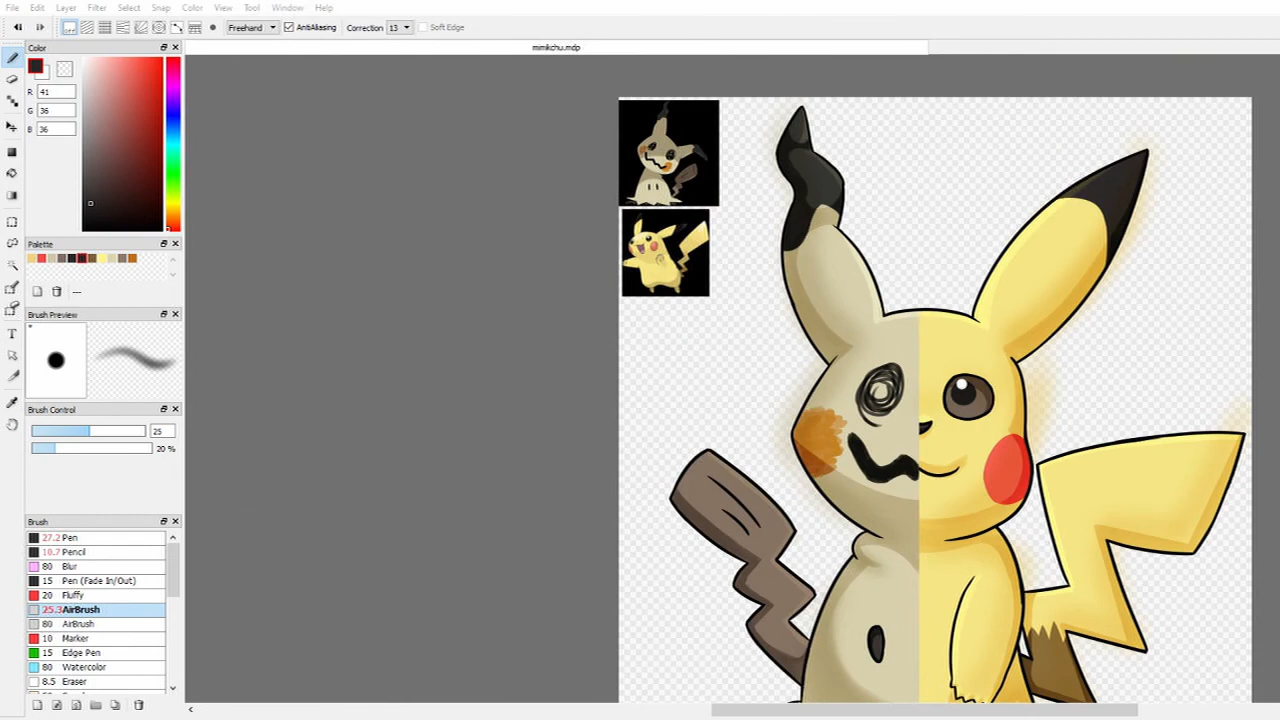 File Edit Layer Filter Select Snap Color View Tool Window Help
OFF Freehand AntiAliasing Correction 13 Soft Edge
Color mimikchu.mdp
R 41
G 36
B 36
Palette
---
Brush Preview
*
Brush Control
25
20 %
Brush
27.2 Pen
10.7 Pencil
80 Blur
15 Pen (Fade In/Out)
20 Fluffy
25.3 AirBrush
80 AirBrush
10 Marker
15 Edge Pen
80 Watercolor
8.5 Eraser